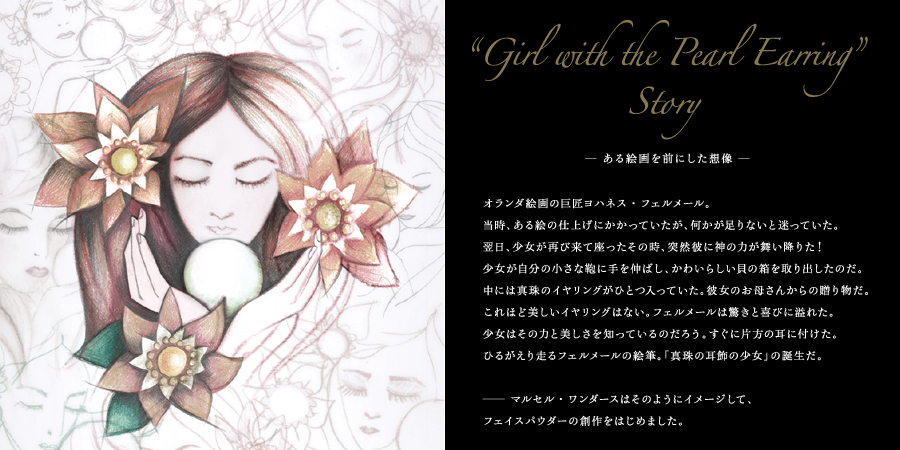 “Girl with the Pearl Earring”
Story
— ある絵画を前にした想像 —
オランダ絵画の巨匠ヨハネス・フェルメール。
当時、ある絵の仕上げにかかっていたが、何かが足りないと迷っていた。
翌日、少女が再び来て座ったその時、突然彼に神の力が舞い降りた！
少女が自分の小さな鞄に手を伸ばし、かわいらしい貝の箱を取り出したのだ。
中には真珠のイヤリングがひとつ入っていた。彼女のお母さんからの贈り物だ。
これほど美しいイヤリングはない。フェルメールは驚きと喜びに溢れた。
少女はその力と美しさを知っているのだろう。すぐに片方の耳に付けた。
ひるがえり走るフェルメールの絵筆。「真珠の耳飾の少女」の誕生だ。
—— マルセル・ワンダースはそのようにイメージして、
フェイスパウダーの創作をはじめました。